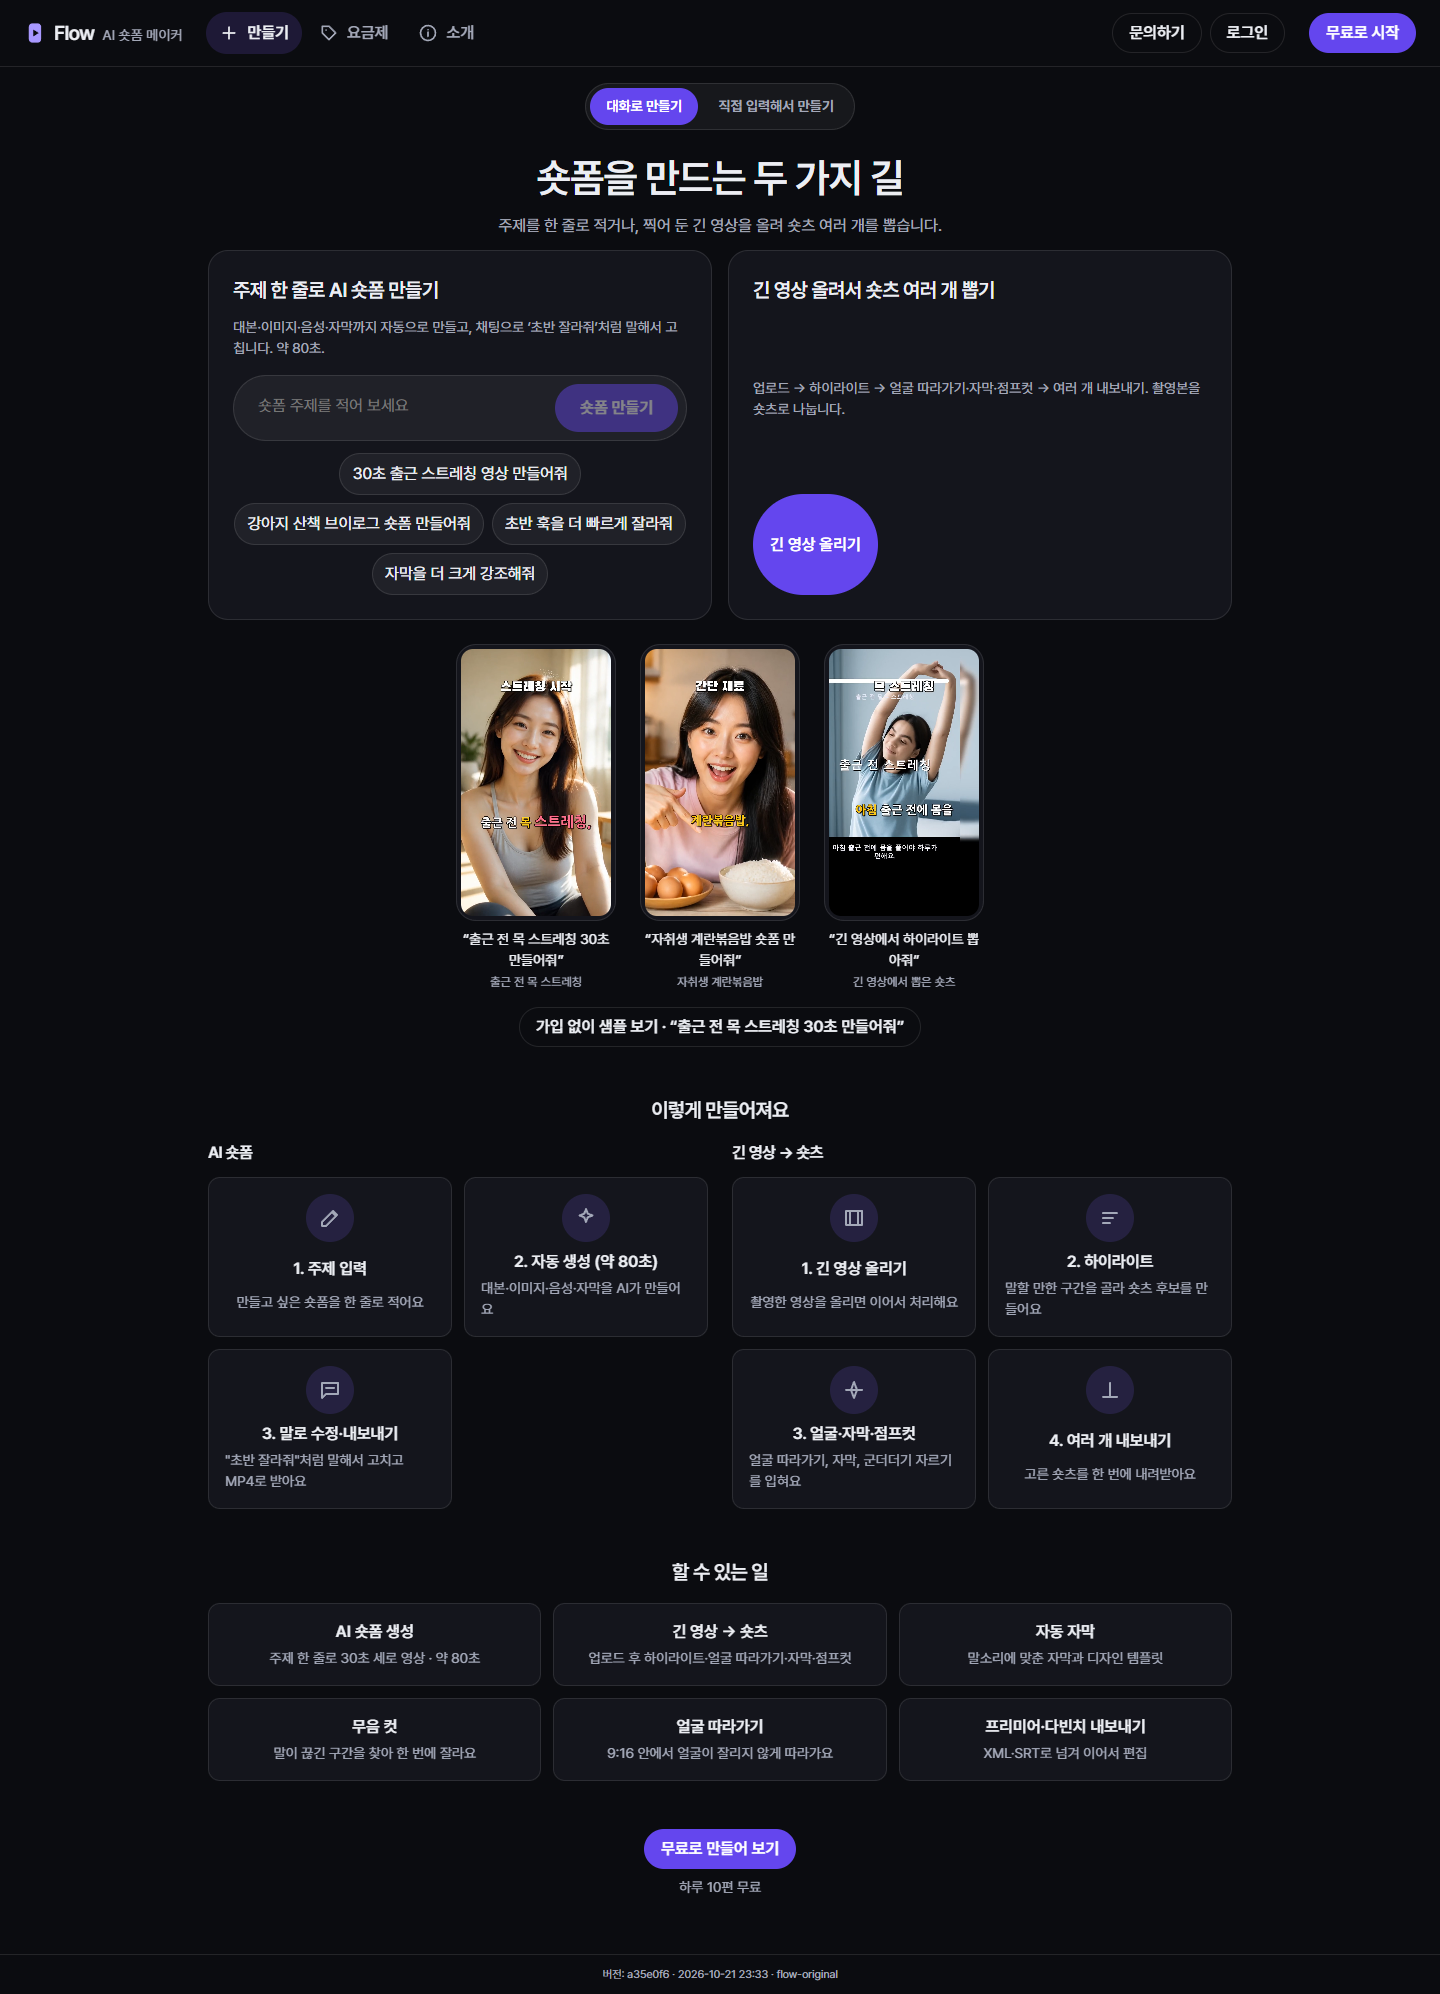 Flow AI 숏폼 메이커
만들기
요금제
소개
문의하기
로그인
무료로 시작
대화로 만들기
직접 입력해서 만들기
숏폼을 만드는 두 가지 길
주제를 한 줄로 적거나, 찍어 둔 긴 영상을 올려 숏츠 여러 개를 뽑습니다.
주제 한 줄로 AI 숏폼 만들기
대본·이미지·음성·자막까지 자동으로 만들고, 채팅으로 ‘초반 잘라줘’처럼 말해서 고
칩니다. 약 80초.
숏폼 주제를 적어 보세요
숏폼 만들기
30초 출근 스트레칭 영상 만들어줘
강아지 산책 브이로그 숏폼 만들어줘
초반 훅을 더 빠르게 잘라줘
자막을 더 크게 강조해줘
긴 영상 올려서 숏츠 여러 개 뽑기
업로드 → 하이라이트 → 얼굴 따라가기·자막·점프컷 → 여러 개 내보내기. 촬영본을
숏츠로 나눕니다.
긴 영상 올리기
스트레칭 시작
출근 전 목 스트레칭,
“출근 전 목 스트레칭 30초
만들어줘”
출근 전 목 스트레칭
간단 재료
계란볶음밥,
“자취생 계란볶음밥 숏폼 만
들어줘”
자취생 계란볶음밥
목 스트레칭
출근 전 스트레칭
아침 출근 전에 몸을
아침 출근 전에 몸을 풀어야 하루가
편해요
“긴 영상에서 하이라이트 뽑
아줘”
긴 영상에서 뽑은 숏츠
가입 없이 샘플 보기 · “출근 전 목 스트레칭 30초 만들어줘”
이렇게 만들어져요
AI 숏폼
1. 주제 입력
만들고 싶은 숏폼을 한 줄로 적어요
2. 자동 생성 (약 80초)
대본·이미지·음성·자막을 AI가 만들어
요
3. 말로 수정·내보내기
"초반 잘라줘"처럼 말해서 고치고
MP4로 받아요
긴 영상 → 숏츠
1. 긴 영상 올리기
촬영한 영상을 올리면 이어서 처리해요
2. 하이라이트
말할 만한 구간을 골라 숏츠 후보를 만
들어요
3. 얼굴·자막·점프컷
얼굴 따라가기, 자막, 군더더기 자르기
를 입혀요
4. 여러 개 내보내기
고른 숏츠를 한 번에 내려받아요
할 수 있는 일
AI 숏폼 생성
주제 한 줄로 30초 세로 영상 · 약 80초
긴 영상 → 숏츠
업로드 후 하이라이트·얼굴 따라가기·자막·점프컷
자동 자막
말소리에 맞춘 자막과 디자인 템플릿
무음 컷
말이 끊긴 구간을 찾아 한 번에 잘라요
얼굴 따라가기
9:16 안에서 얼굴이 잘리지 않게 따라가요
프리미어·다빈치 내보내기
XML·SRT로 넘겨 이어서 편집
무료로 만들어 보기
하루 10편 무료
버전: a35e0f6 · 2026-10-21 23:33 · flow-original